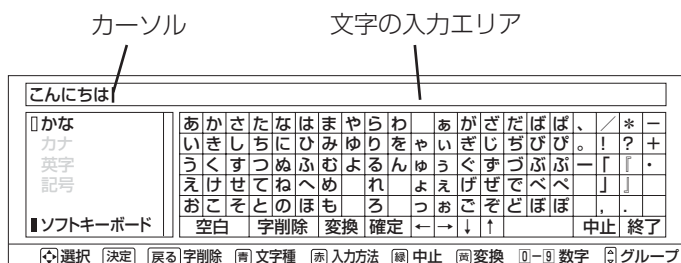 カーソル 文字の入力エリア
こんにちは
かな
カナ
英字
記号
ソフトキーボード
あ か さ た な は ま や ら わ ぁ が ざ だ ば ぱ 、 ／ ＊ －
い き し ち に ひ み ゆ り を ゃ ぃ ぎ じ ぢ び ぴ 。 ！ ？ ＋
う く す つ ぬ ふ む よ る ん ゅ ぅ ぐ ず づ ぶ ぷ ー 「 『 ・
え け せ て ね へ め れ ょ ぇ げ ぜ で べ ぺ 」 』
お こ そ と の ほ も ろ っ ぉ ご ぞ ど ぼ ぽ ， ．
空白 字削除 変換 確定 ← → ↓ ↑ 中止 終了
選択 決定 戻る 字削除 青 文字種 赤 入力方法 緑 中止 黄 変換 0－9 数字 グループ